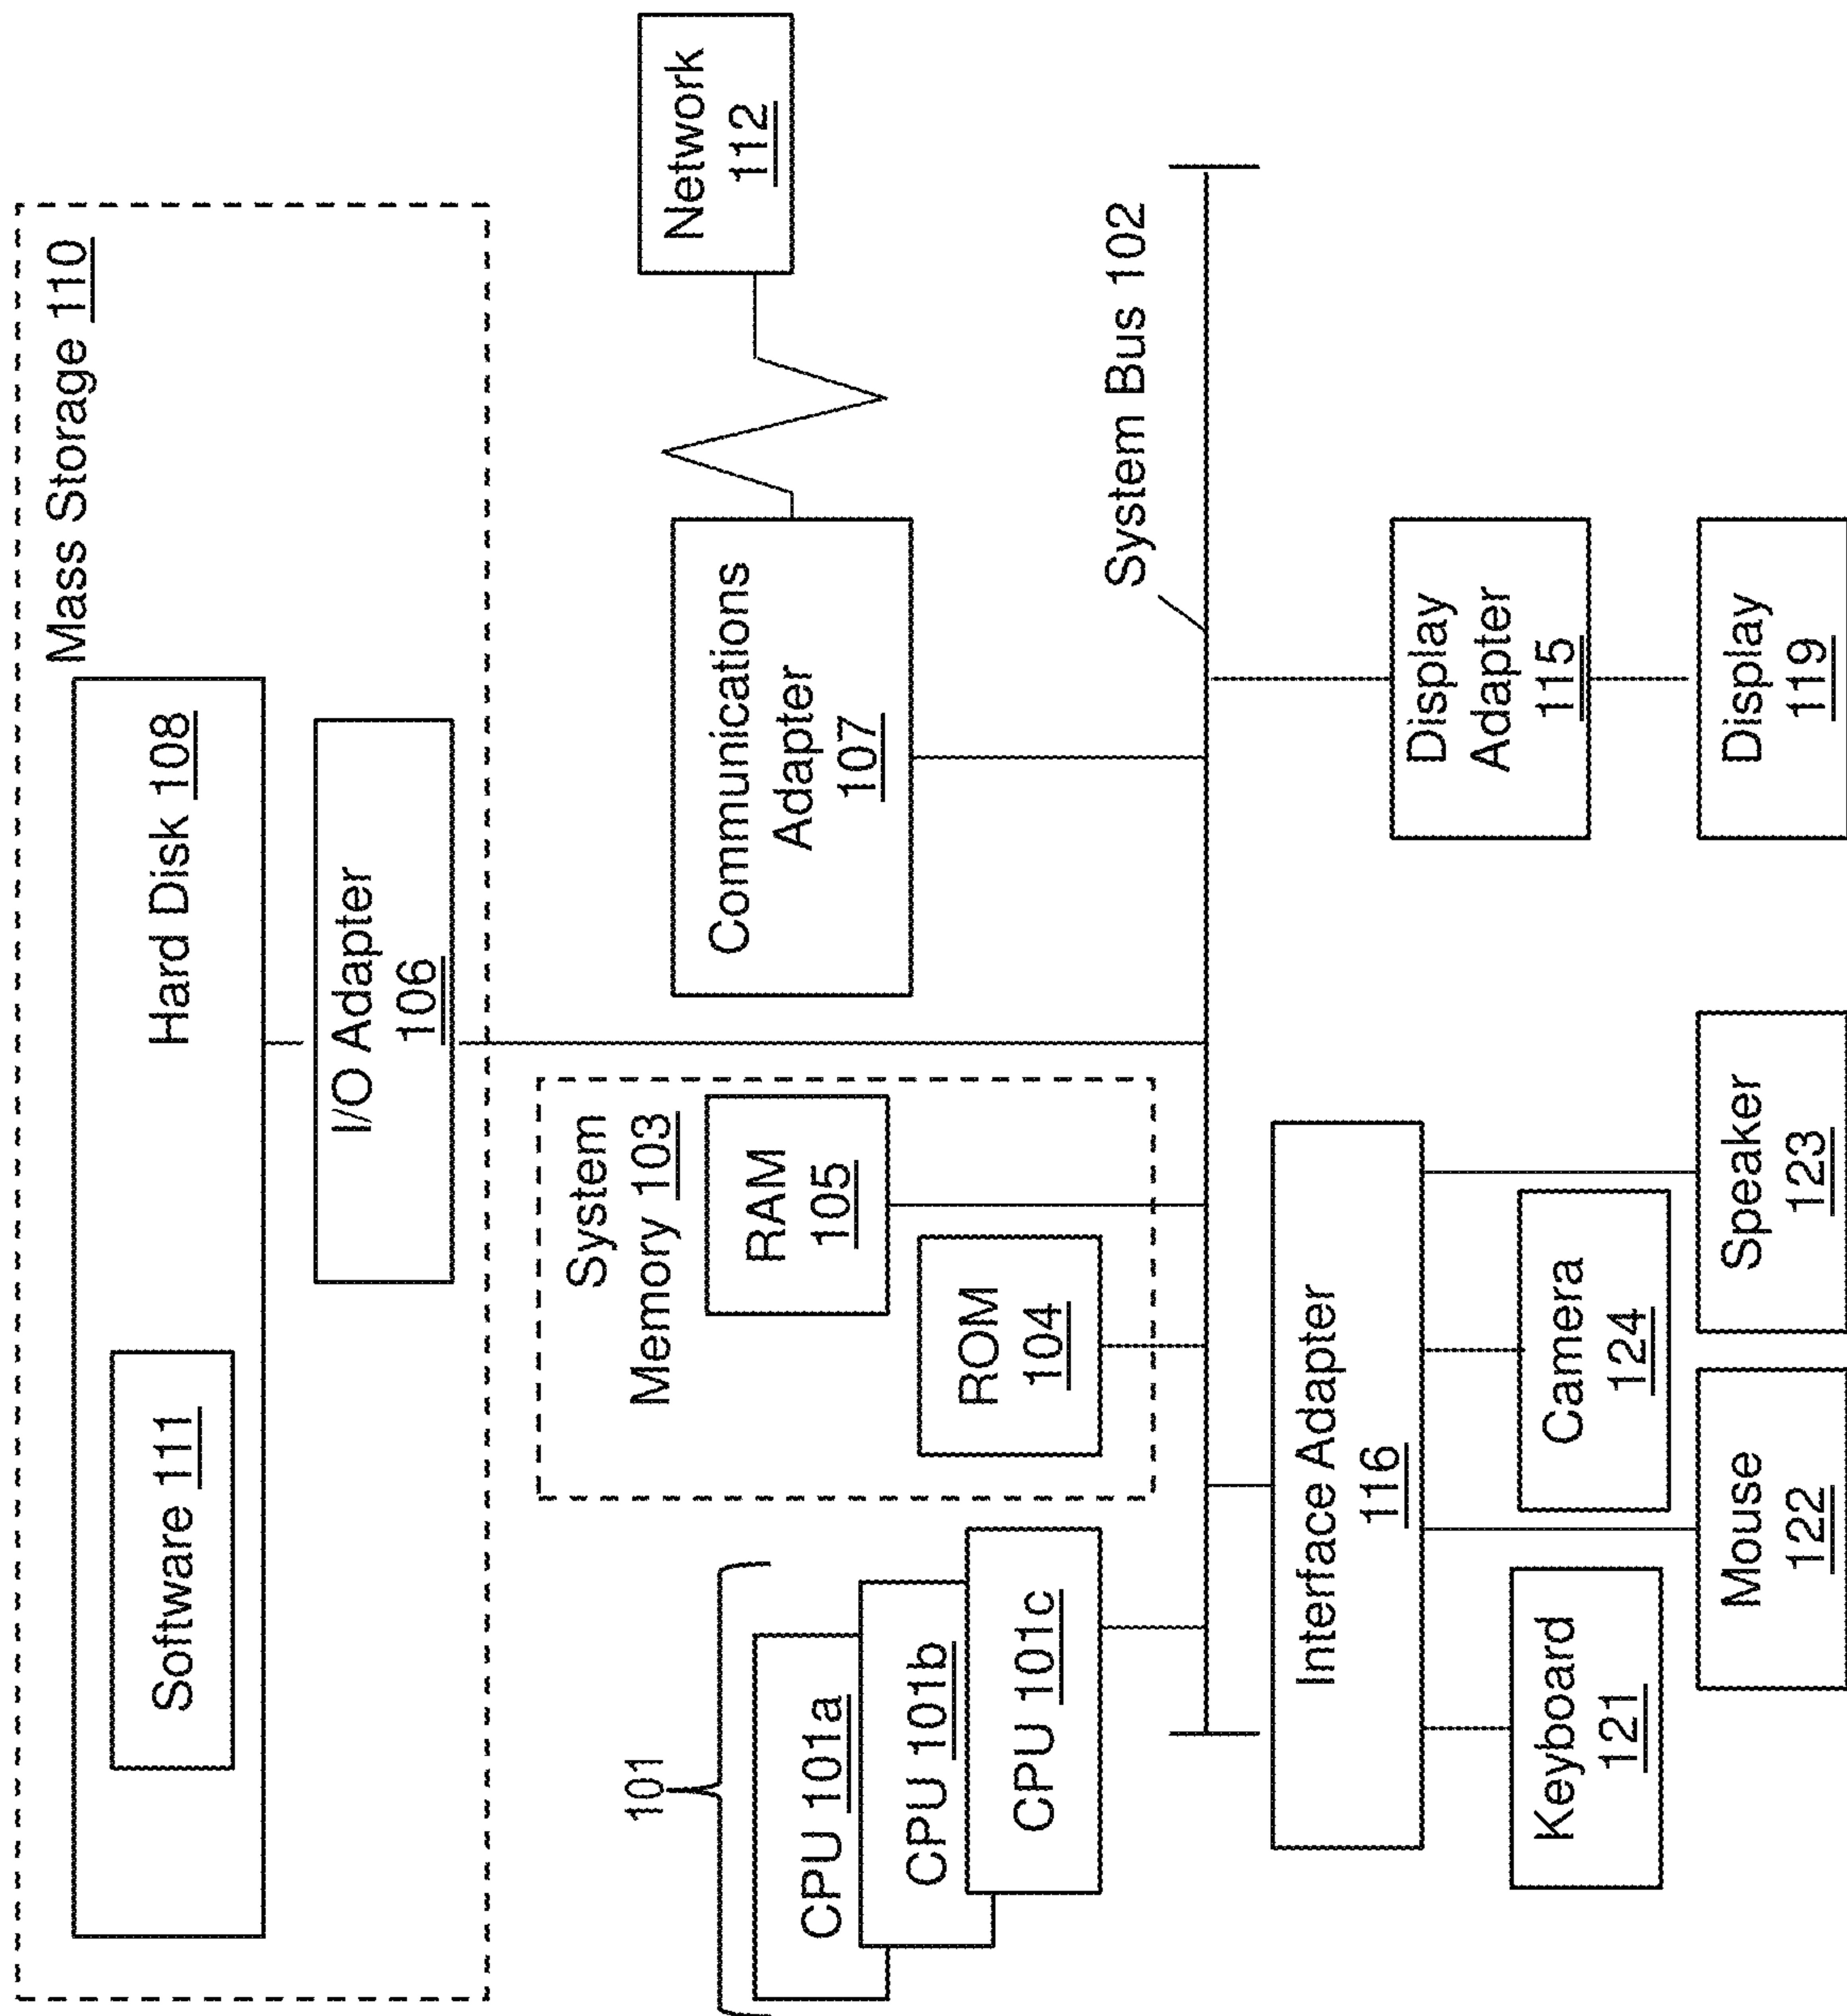 Mass Storage 110
Hard Disk 108
Software 111
I/O Adapter
106
101
CPU 101a
CPU 101b
CPU 101c
System
Memory 103
RAM
105
ROM
104
Communications
Adapter
107
Network
112
System Bus 102
Interface Adapter
116
Keyboard
121
Mouse
122
Camera
124
Speaker
123
Display
Adapter
115
Display
119